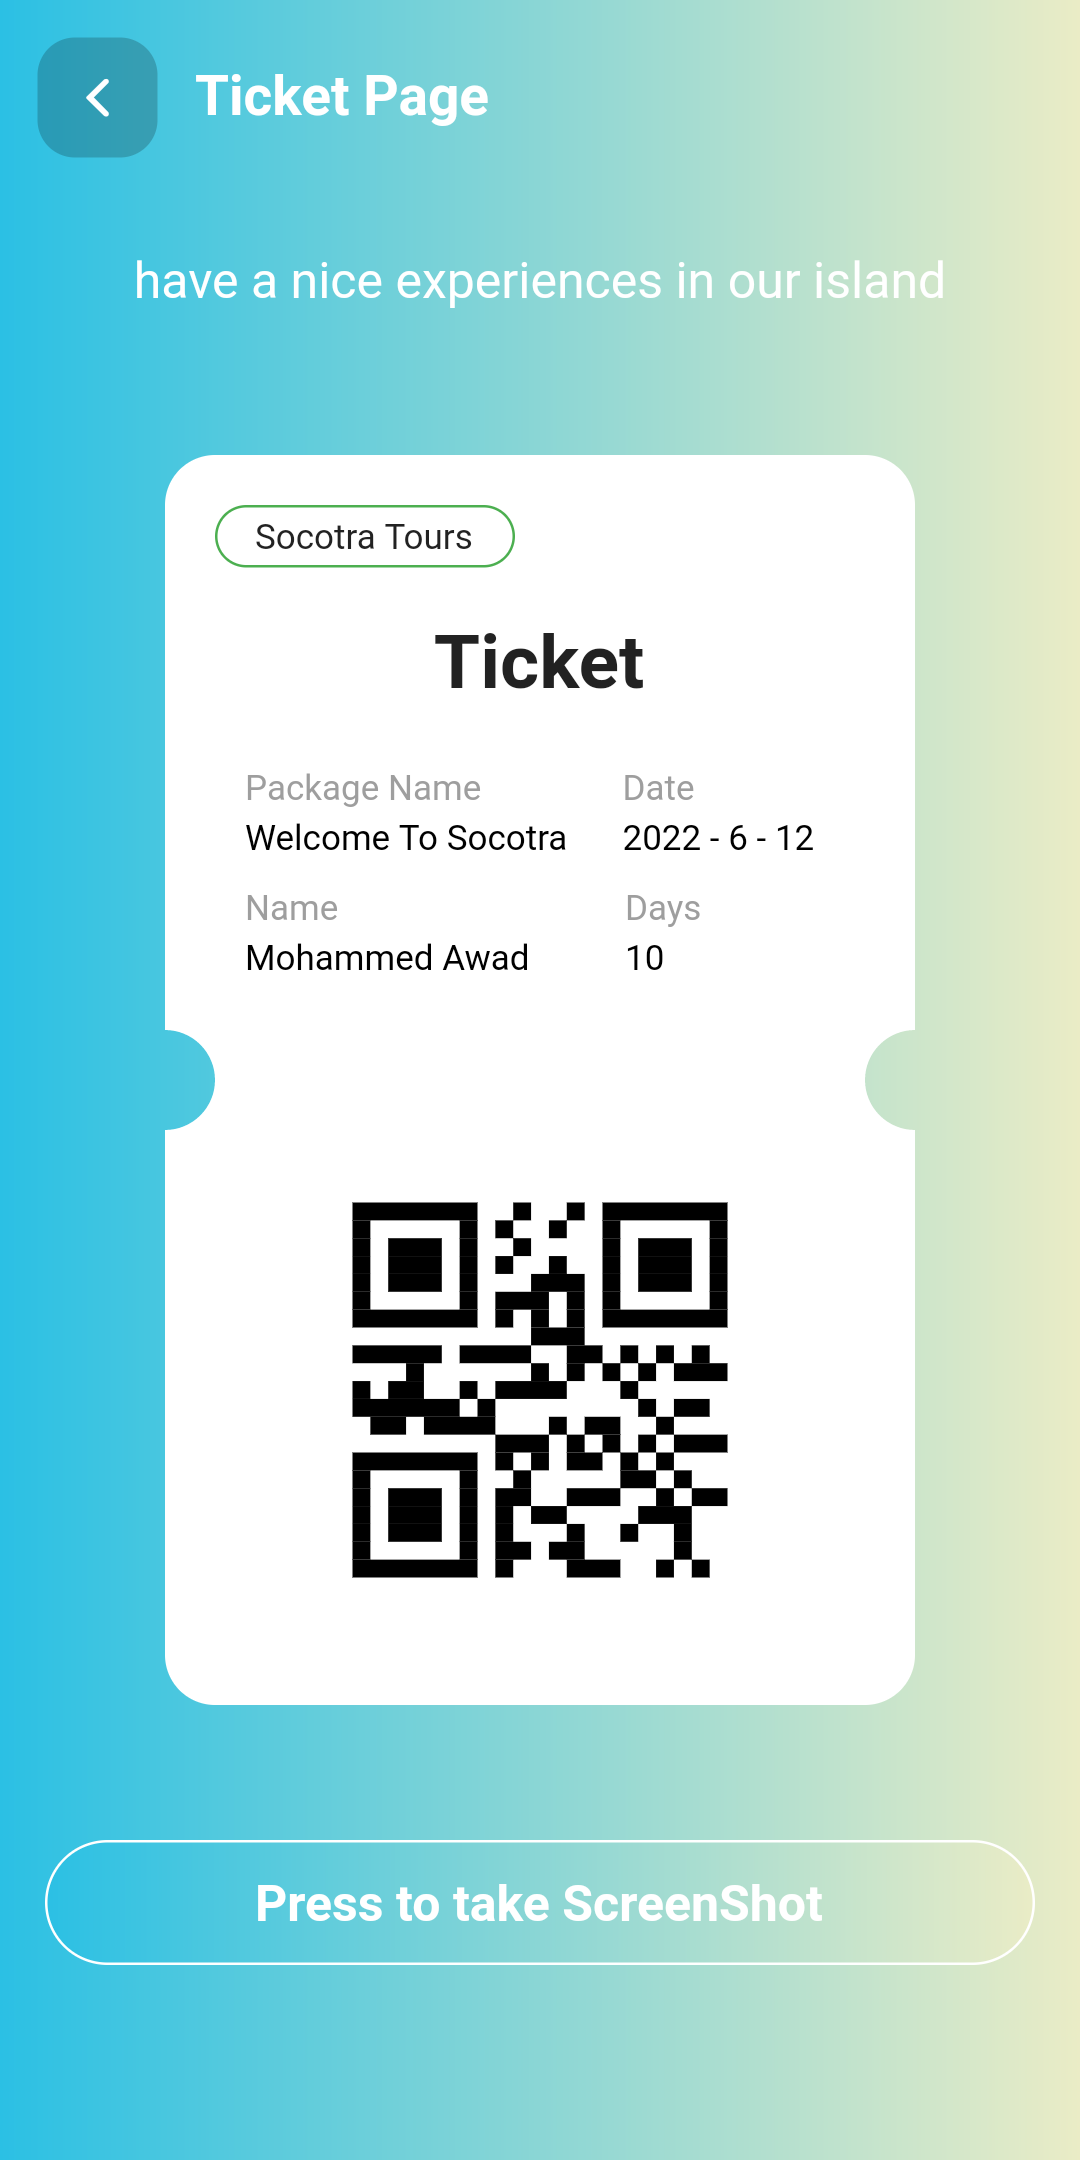 Ticket Page
have a nice experiences in our island
Socotra Tours
Ticket
Package Name Date
Welcome To Socotra 2022 - 6 - 12
Name Days
Mohammed Awad 10
Press to take ScreenShot